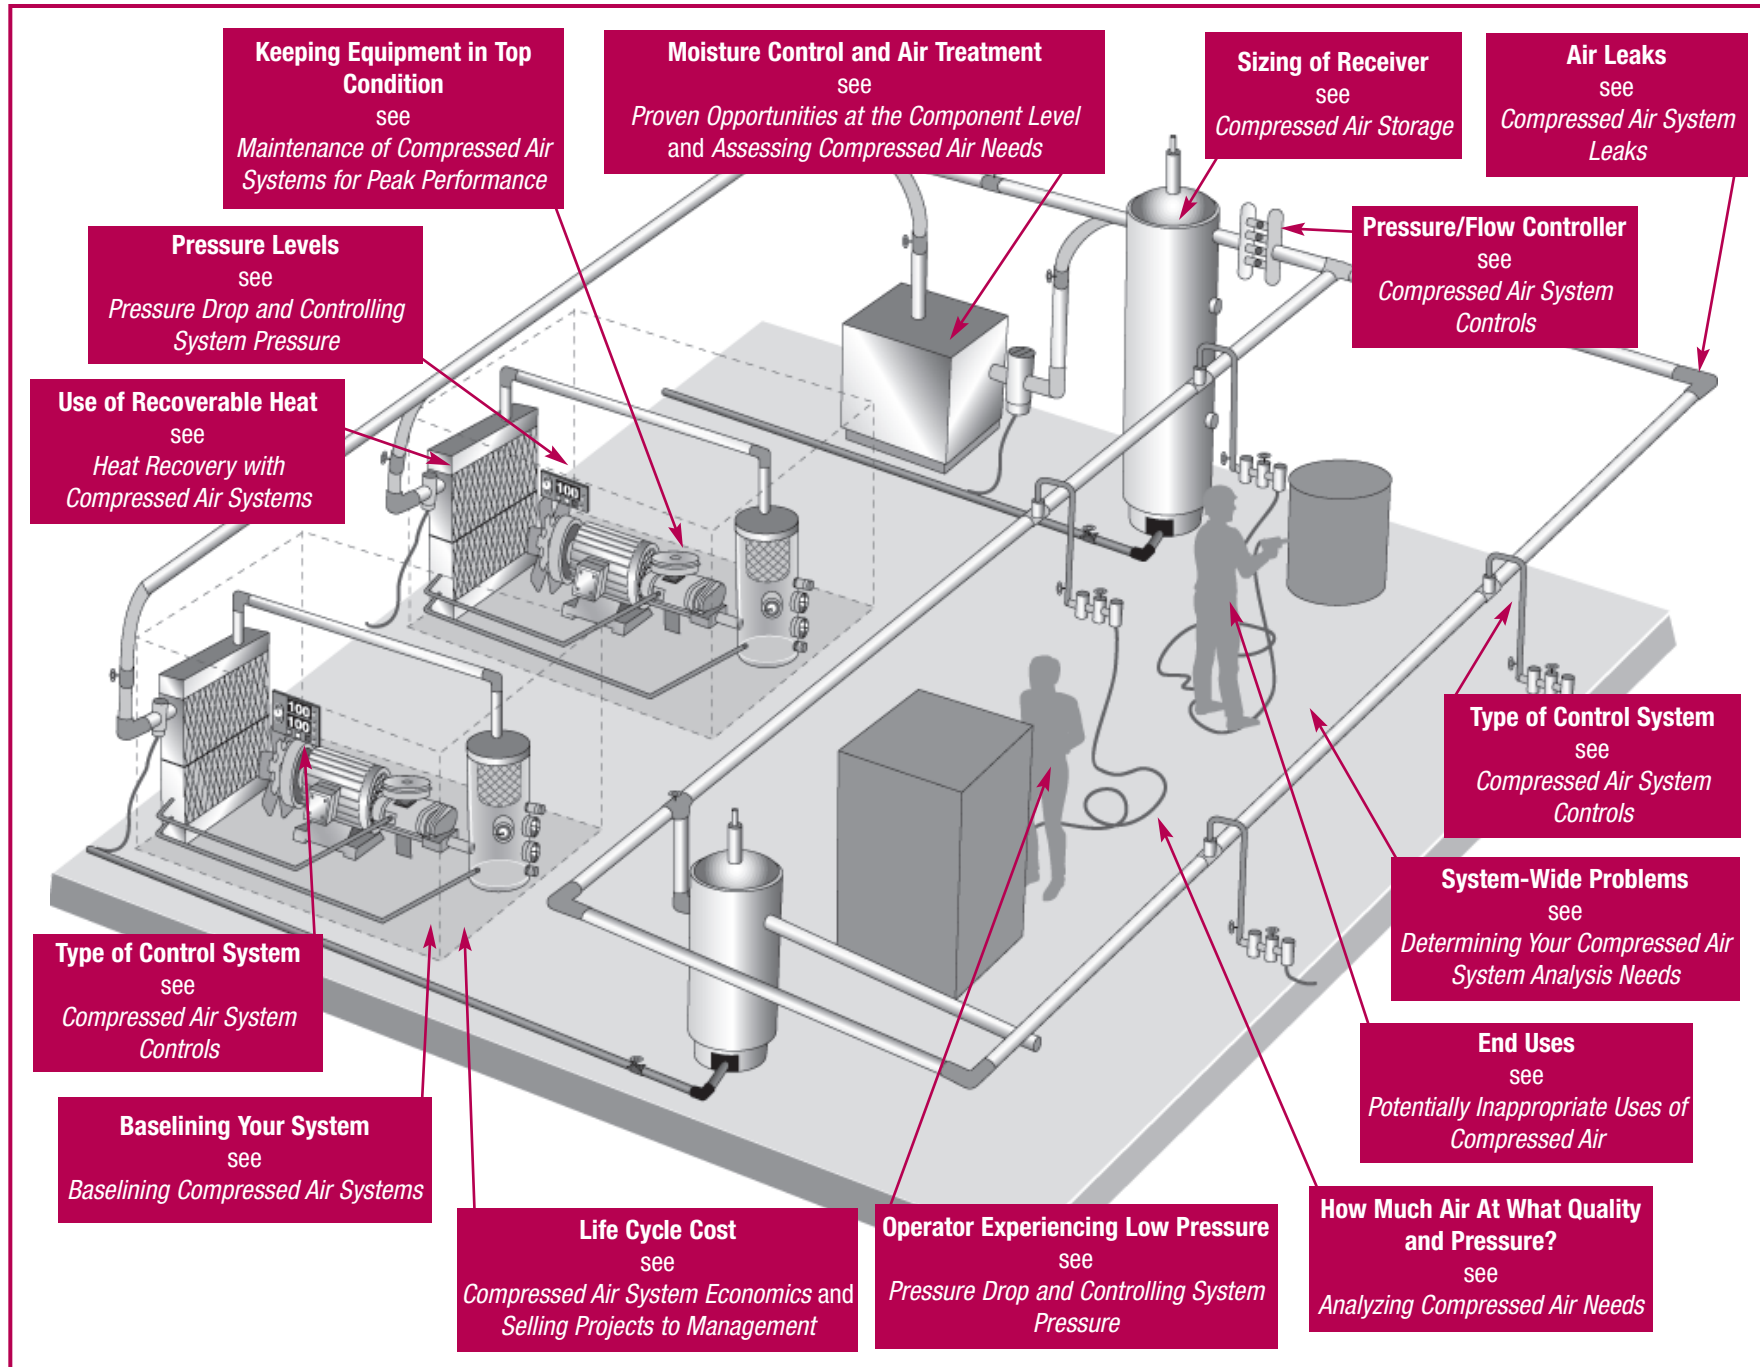 Keeping Equipment in Top
Condition
see
Maintenance of Compressed Air
Systems for Peak Performance
Moisture Control and Air Treatment
see
Proven Opportunities at the Component Level
and Assessing Compressed Air Needs
Sizing of Receiver
see
Compressed Air Storage
Air Leaks
see
Compressed Air System
Leaks
Pressure Levels
see
Pressure Drop and Controlling
System Pressure
Pressure/Flow Controller
see
Compressed Air System
Controls
Use of Recoverable Heat
see
Heat Recovery with
Compressed Air Systems
100
100
100
Type of Control System
see
Compressed Air System
Controls
System-Wide Problems
see
Determining Your Compressed Air
System Analysis Needs
Type of Control System
see
Compressed Air System
Controls
End Uses
see
Potentially Inappropriate Uses of
Compressed Air
Baselining Your System
see
Baselining Compressed Air Systems
Life Cycle Cost
see
Compressed Air System Economics and
Selling Projects to Management
Operator Experiencing Low Pressure
see
Pressure Drop and Controlling System
Pressure
How Much Air At What Quality
and Pressure?
see
Analyzing Compressed Air Needs